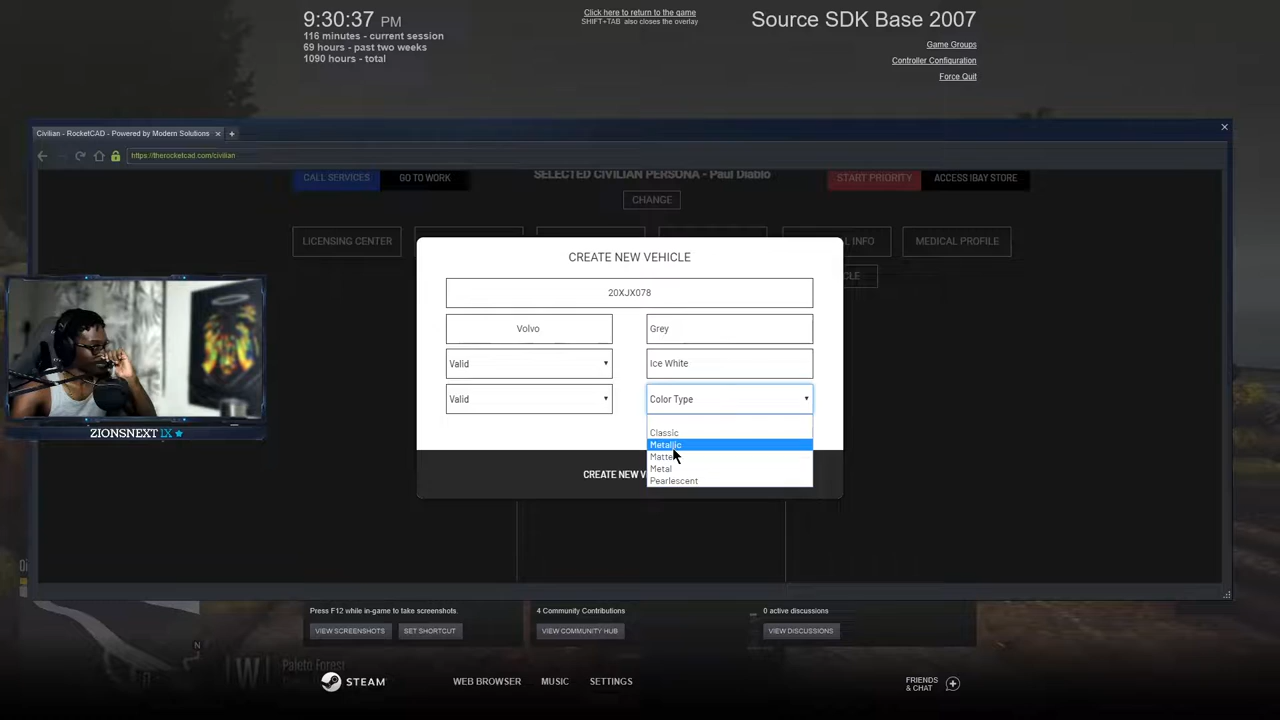 9:30:37 PM
116 minutes - current session
69 hours - past two weeks
1090 hours - total
Click here to return to the game
SHIFT+TAB also closes the overlay
Source SDK Base 2007
Game Groups
Controller Configuration
Force Quit
Civilian - RocketCAD - Powered by Modern Solutions
https://therocketcad.com/civilian
CALL SERVICES
GO TO WORK
SELECTED CIVILIAN PERSONA - Paul Diablo
START PRIORITY
ACCESS IBAY STORE
CHANGE
LICENSING CENTER
INFO
MEDICAL PROFILE
CREATE NEW VEHICLE
20XJX078
Volvo
Grey
Valid
Ice White
Valid
Color Type
Classic
Metallic
Matte
Metal
Pearlescent
CREATE NEW V
ZIONSNEXT IX
Press F12 while in-game to take screenshots.
4 Community Contributions
0 active discussions
VIEW SCREENSHOTS
SET SHORTCUT
VIEW COMMUNITY HUB
VIEW DISCUSSIONS
N
W
Paleto Forest
STEAM
WEB BROWSER
MUSIC
SETTINGS
FRIENDS
& CHAT